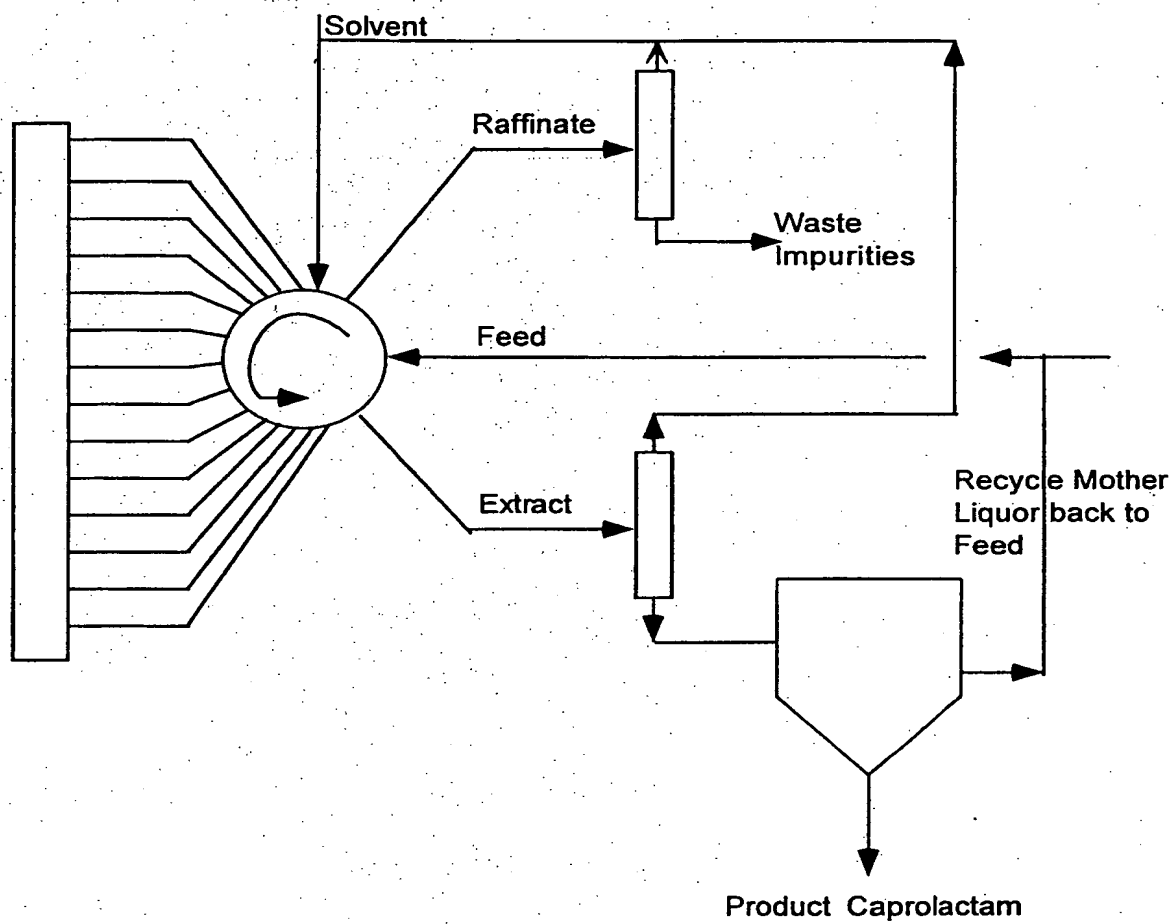 Solvent
Raffinate
Waste
Impurities
Feed
Extract
Recycle Mother
Liquor back to
Feed
Product Caprolactam